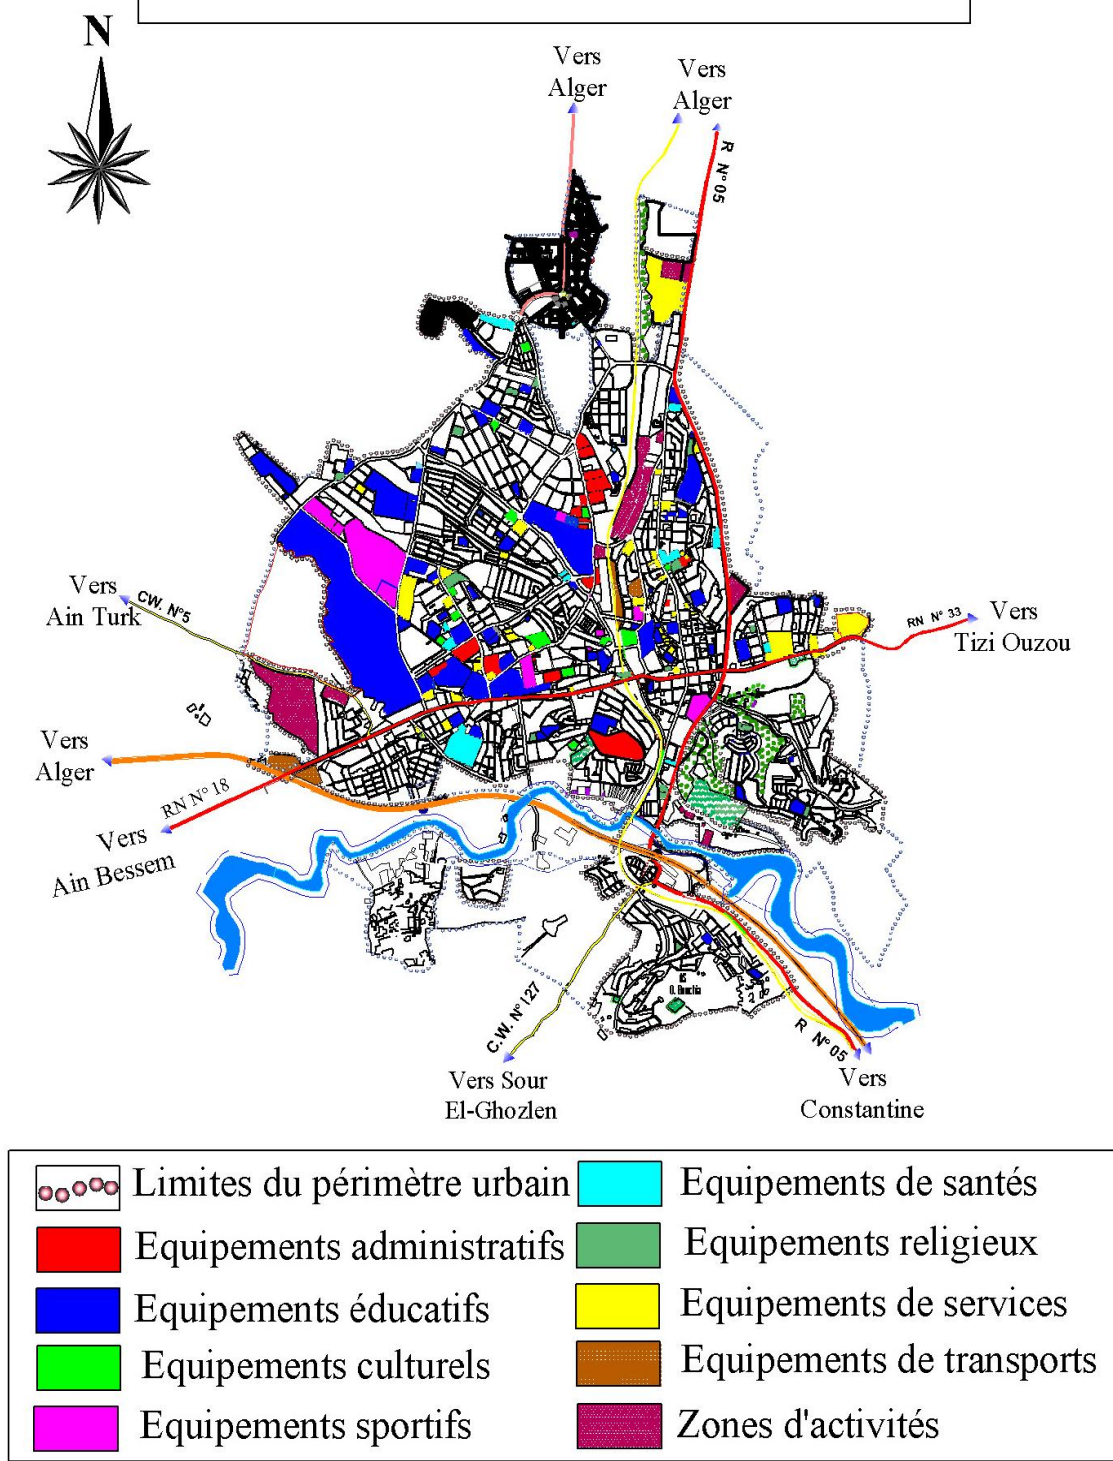 N
Vers
Alger
Vers
Alger
R N° 05
Vers
Ain Turk
CW. N°5
RN N° 33
Vers
Tizi Ouzou
Vers
Alger
RN N° 18
Vers
Ain Bessem
C.W. N° 127
R N° 05
Vers Sour
El-Ghozlen
Vers
Constantine
Limites du périmètre urbain
Equipements de santés
Equipements administratifs
Equipements religieux
Equipements éducatifs
Equipements de services
Equipements culturels
Equipements de transports
Equipements sportifs
Zones d'activités